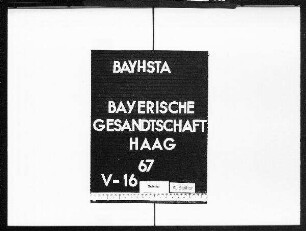 BAYHSTA
BAYERISCHE
GESANDTSCHAFT
HAAG
67
V-16